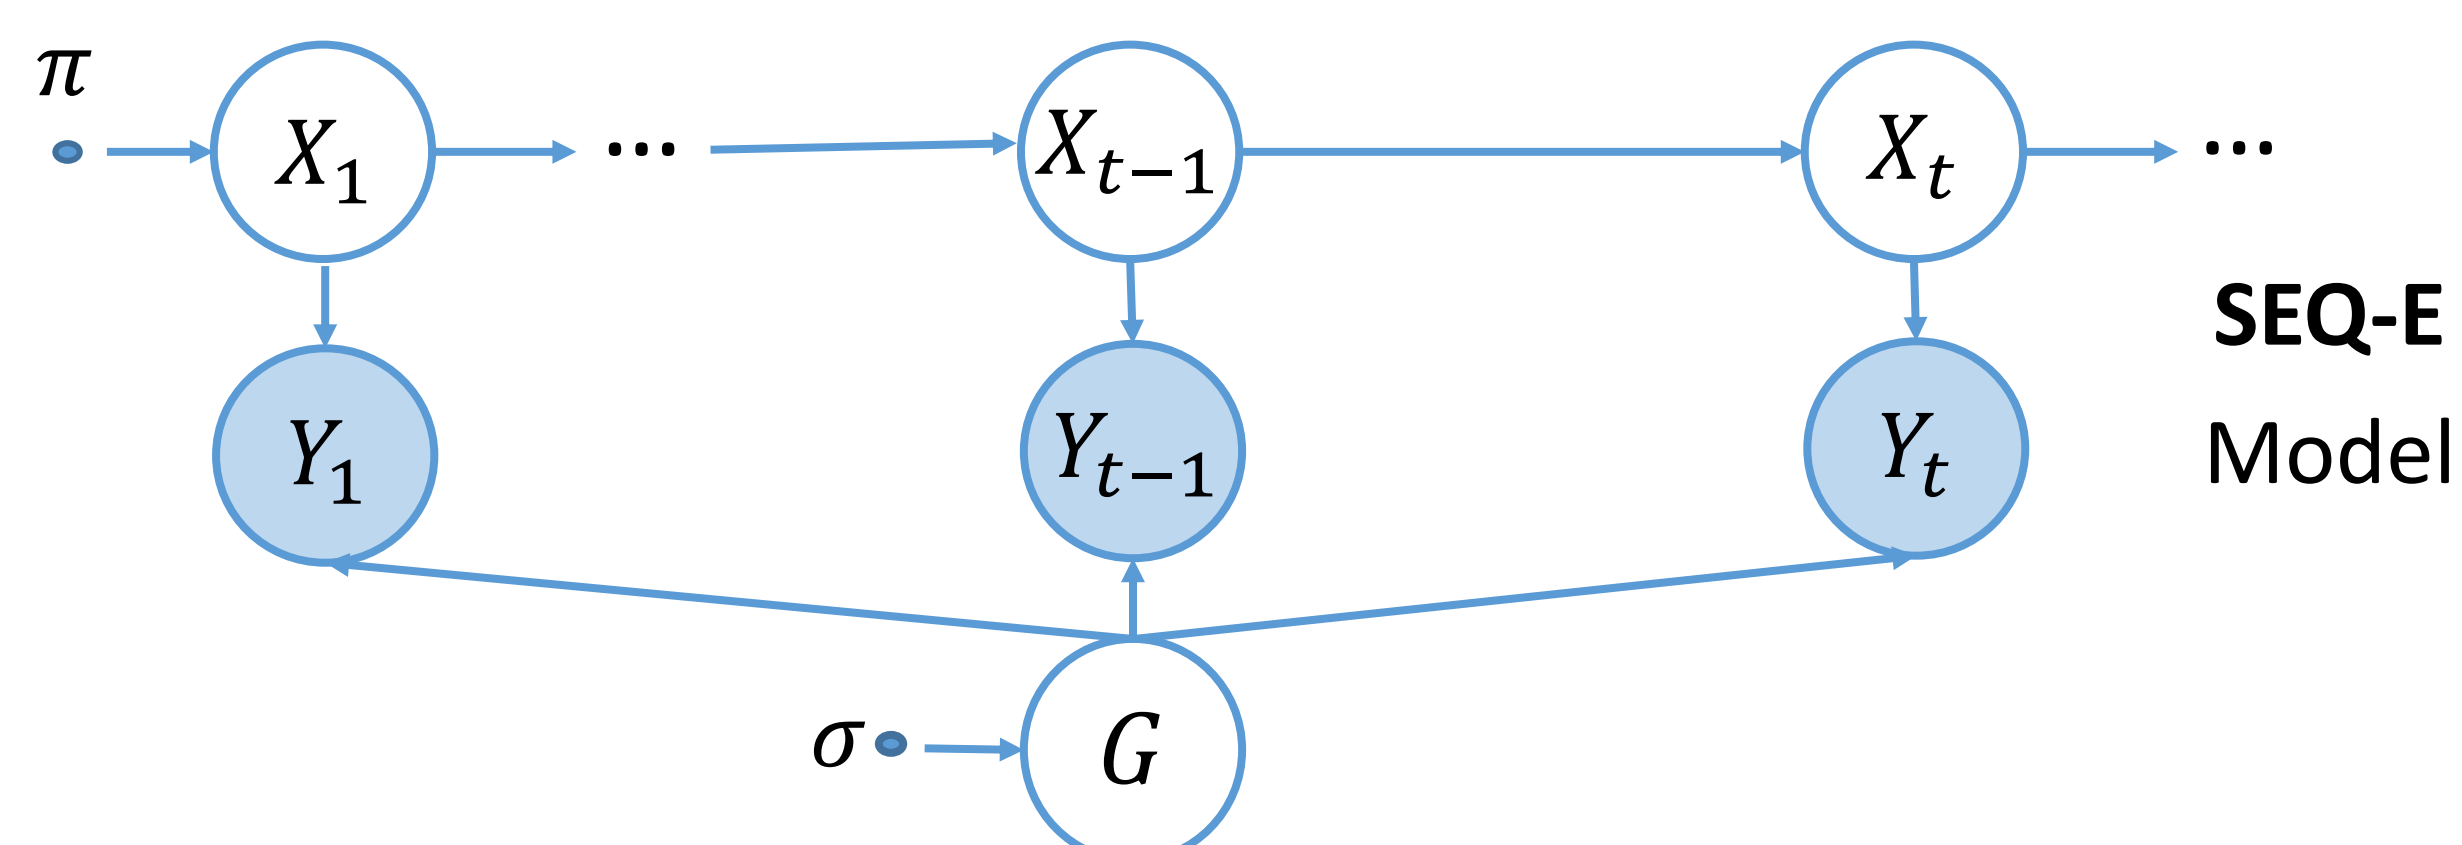 π
X₁ ⋯ Xₜ₋₁ Xₜ ⋯
SEQ-E
Model
Y₁ Yₜ₋₁ Yₜ
σ G